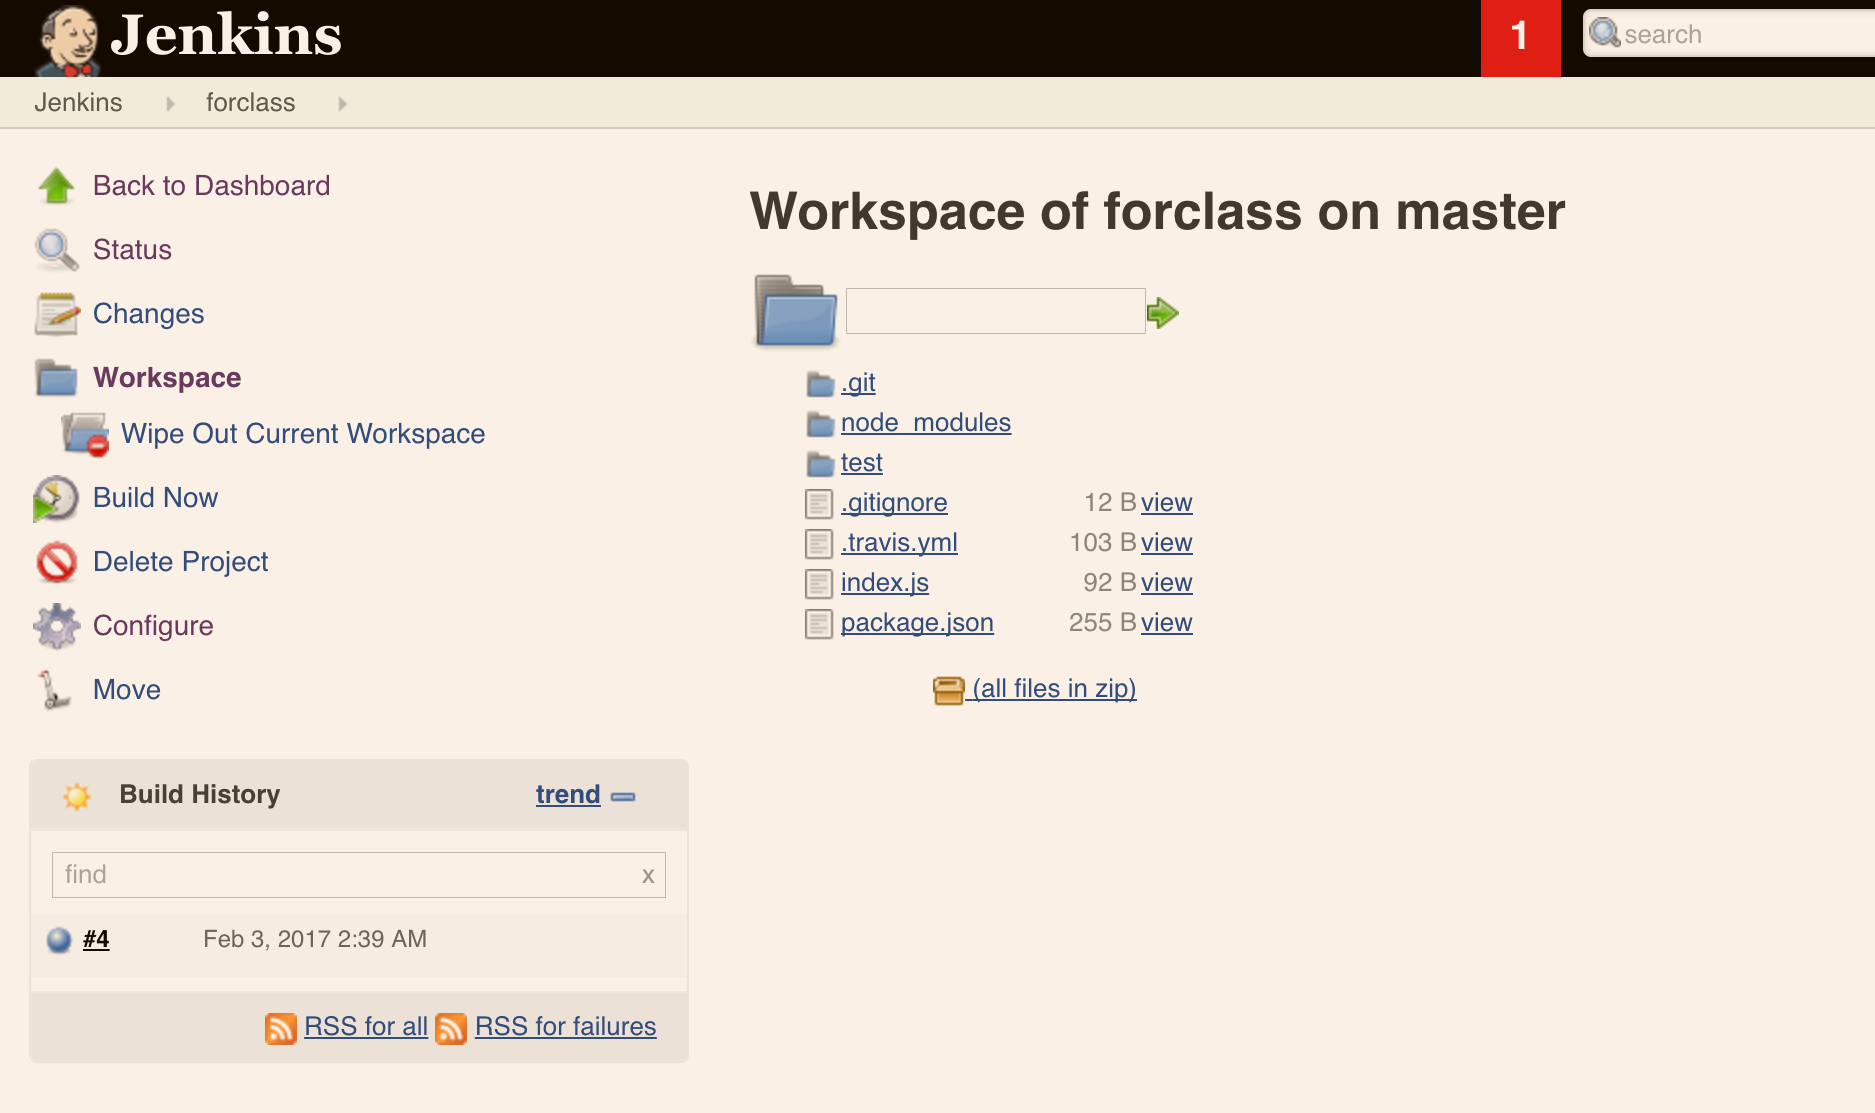 Jenkins
1
search
Jenkins
forclass
Back to Dashboard
Status
Changes
Workspace
Wipe Out Current Workspace
Build Now
Delete Project
Configure
Move
Build History
trend
find
x
#4 Feb 3, 2017 2:39 AM
RSS for all RSS for failures
Workspace of forclass on master
.git
node_modules
test
.gitignore 12 B view
.travis.yml 103 B view
index.js 92 B view
package.json 255 B view
(all files in zip)